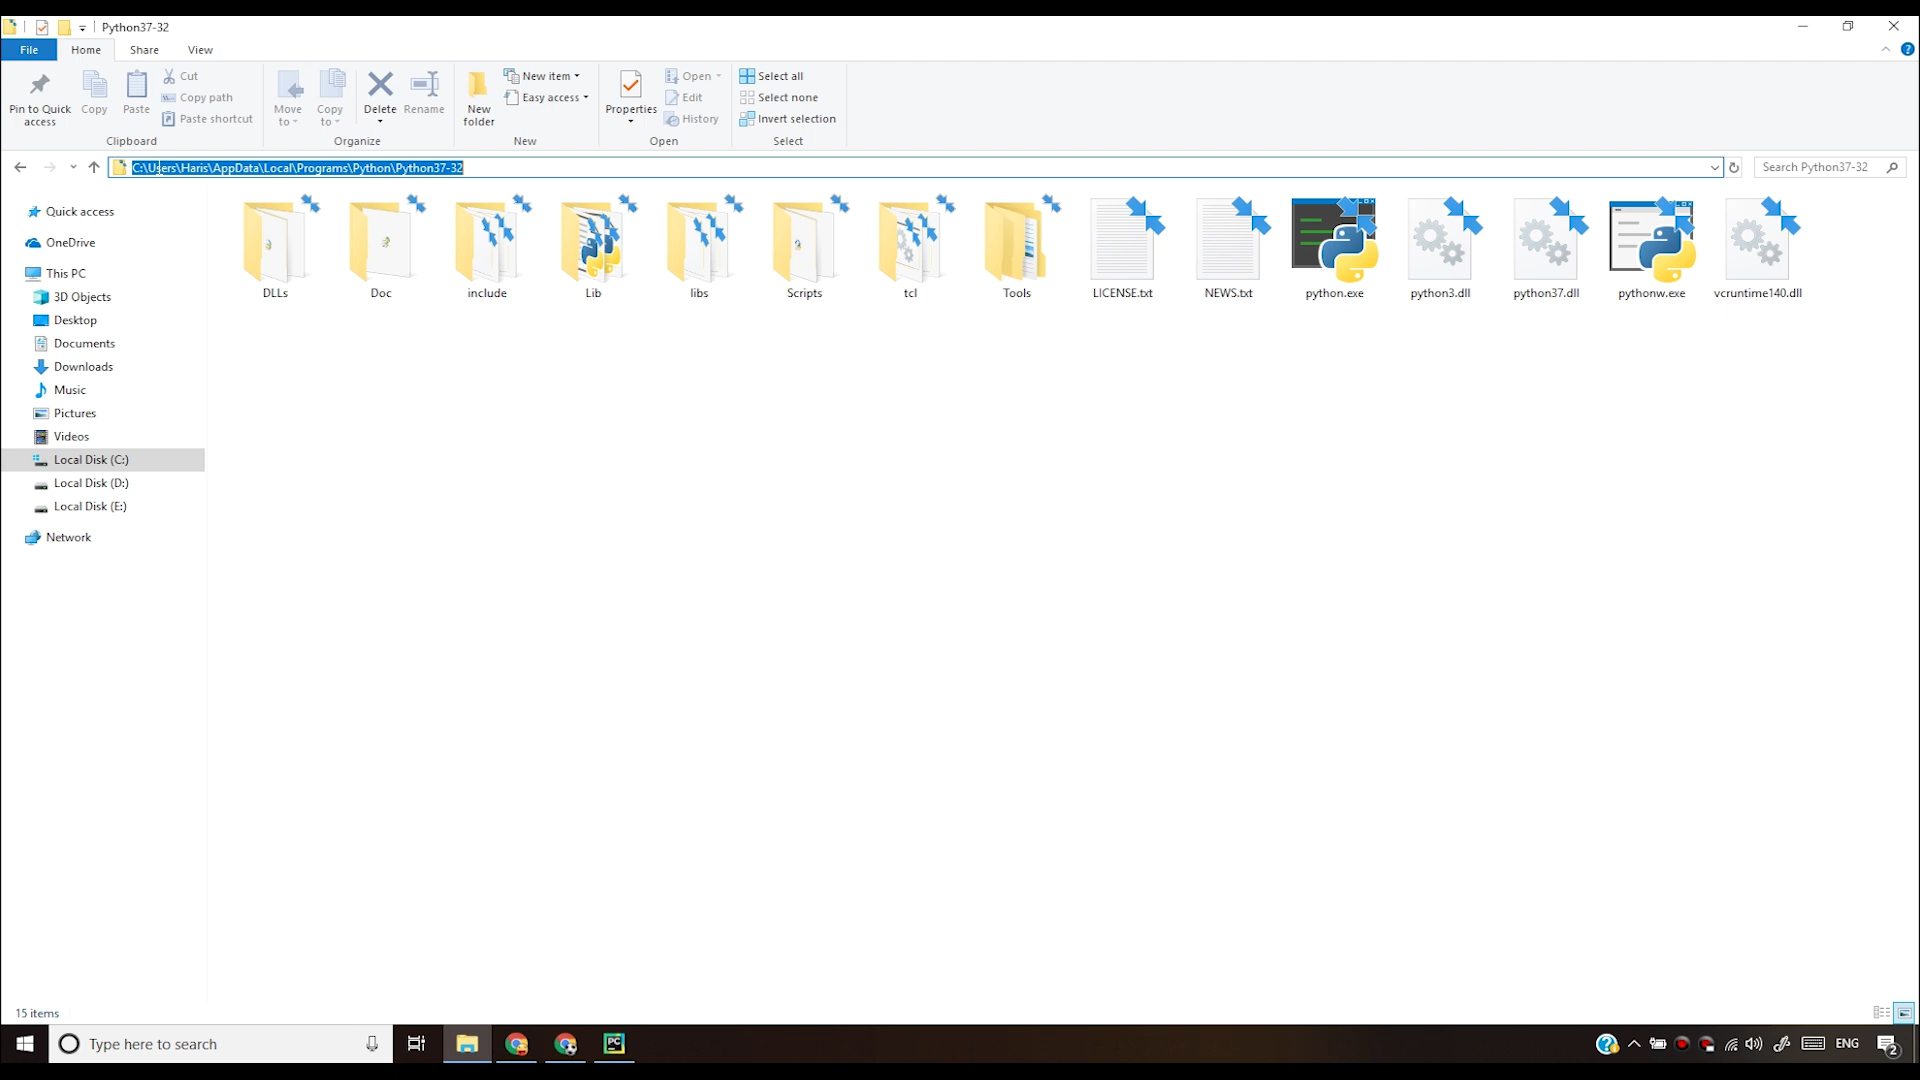 Python37-32
File Home Share View
Pin to Quick access
Copy
Paste
Cut
Copy path
Paste shortcut
Clipboard
Move to
Copy to
Delete
Rename
Organize
New folder
New item
Easy access
New
Properties
Open
Edit
History
Open
Select all
Select none
Invert selection
Select
C:\Users\Haris\AppData\Local\Programs\Python\Python37-32
Search Python37-32
Quick access
OneDrive
This PC
3D Objects
Desktop
Documents
Downloads
Music
Pictures
Videos
Local Disk (C:)
Local Disk (D:)
Local Disk (E:)
Network
DLLs
Doc
include
Lib
libs
Scripts
tcl
Tools
LICENSE.txt
NEWS.txt
python.exe
python3.dll
python37.dll
pythonw.exe
vcruntime140.dll
15 items
Type here to search
PC
ENG
2